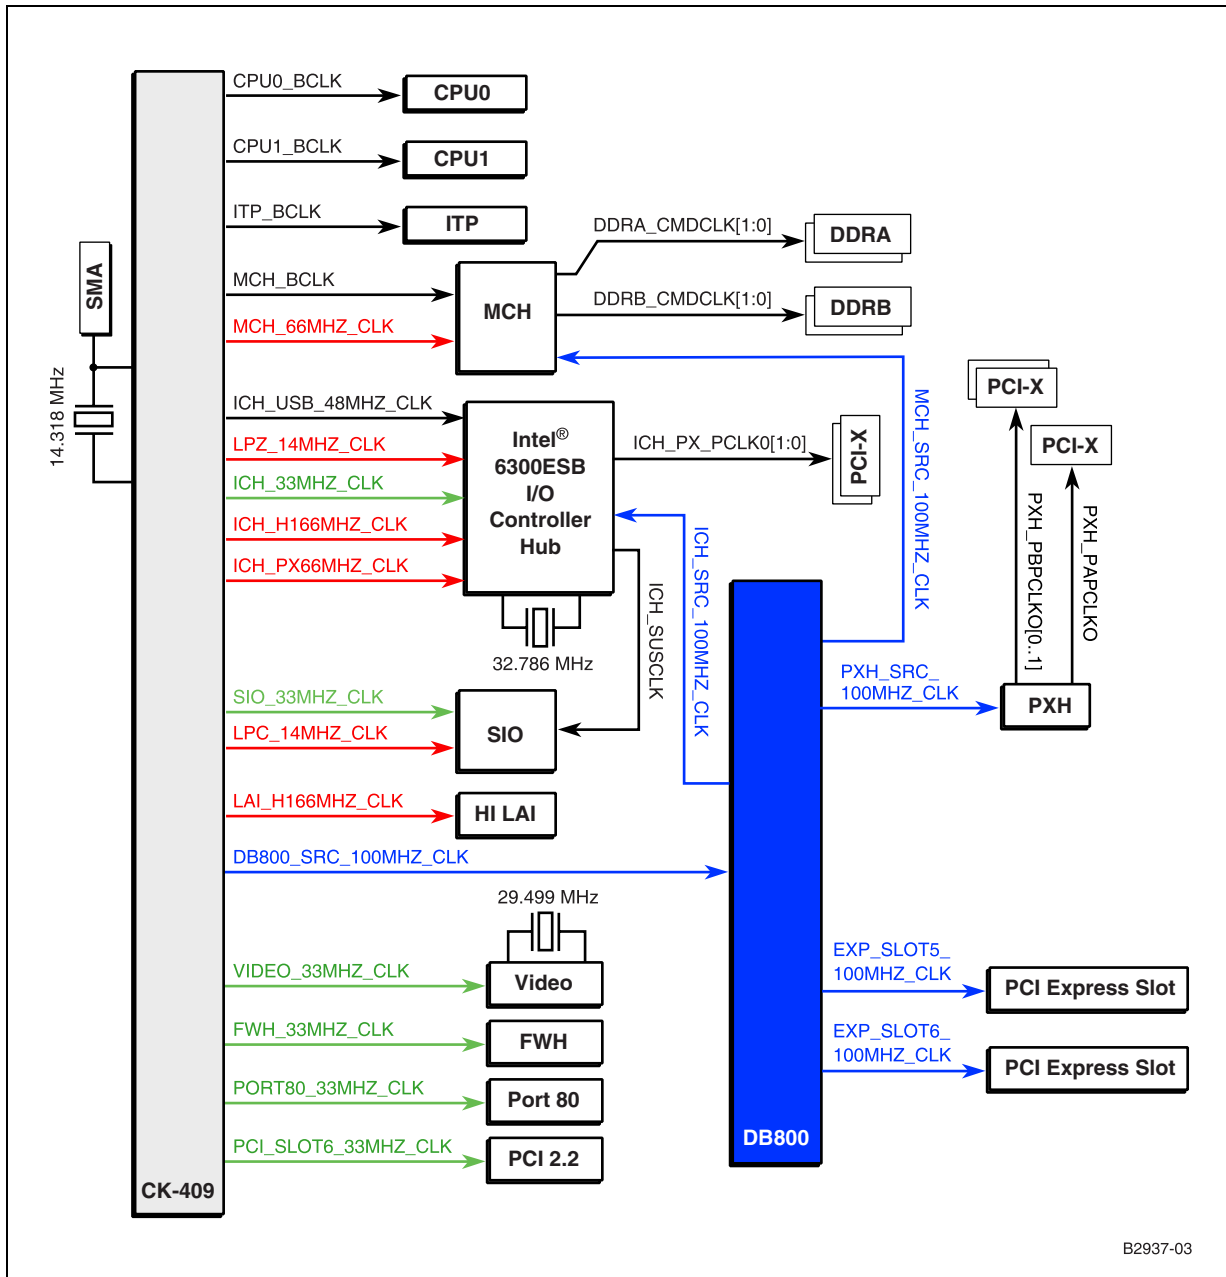 CPU0_BCLK
CPU0
CPU1_BCLK
CPU1
ITP_BCLK
ITP
DDRA_CMDCLK[1:0]
DDRA
SMA
MCH_BCLK
MCH
DDRB_CMDCLK[1:0]
DDRB
MCH_66MHZ_CLK
14.318 MHz
ICH_USB_48MHZ_CLK
LPZ_14MHZ_CLK
ICH_33MHZ_CLK
ICH_H166MHZ_CLK
ICH_PX66MHZ_CLK
Intel®
6300ESB
I/O
Controller
Hub
ICH_PX_PCLK0[1:0]
PCI-X
MCH_SRC_100MHZ_CLK
PCI-X
PCI-X
PXH_PBPCLKO[0..1]
PXH_PAPCLKO
ICH_SUSCLK
ICH_SRC_100MHZ_CLK
32.786 MHz
PXH_SRC_
100MHZ_CLK
PXH
SIO_33MHZ_CLK
LPC_14MHZ_CLK
SIO
LAI_H166MHZ_CLK
HI LAI
DB800_SRC_100MHZ_CLK
29.499 MHz
VIDEO_33MHZ_CLK
Video
EXP_SLOT5_
100MHZ_CLK
PCI Express Slot
FWH_33MHZ_CLK
FWH
EXP_SLOT6_
100MHZ_CLK
PCI Express Slot
PORT80_33MHZ_CLK
Port 80
PCI_SLOT6_33MHZ_CLK
PCI 2.2
DB800
CK-409
B2937-03